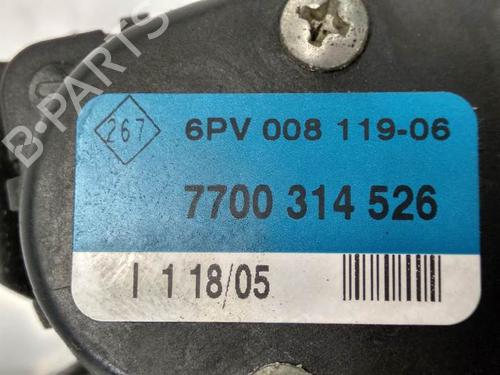 267
6PV 008 119-06
7700 314 526
I 1 18/05
B-PARTS